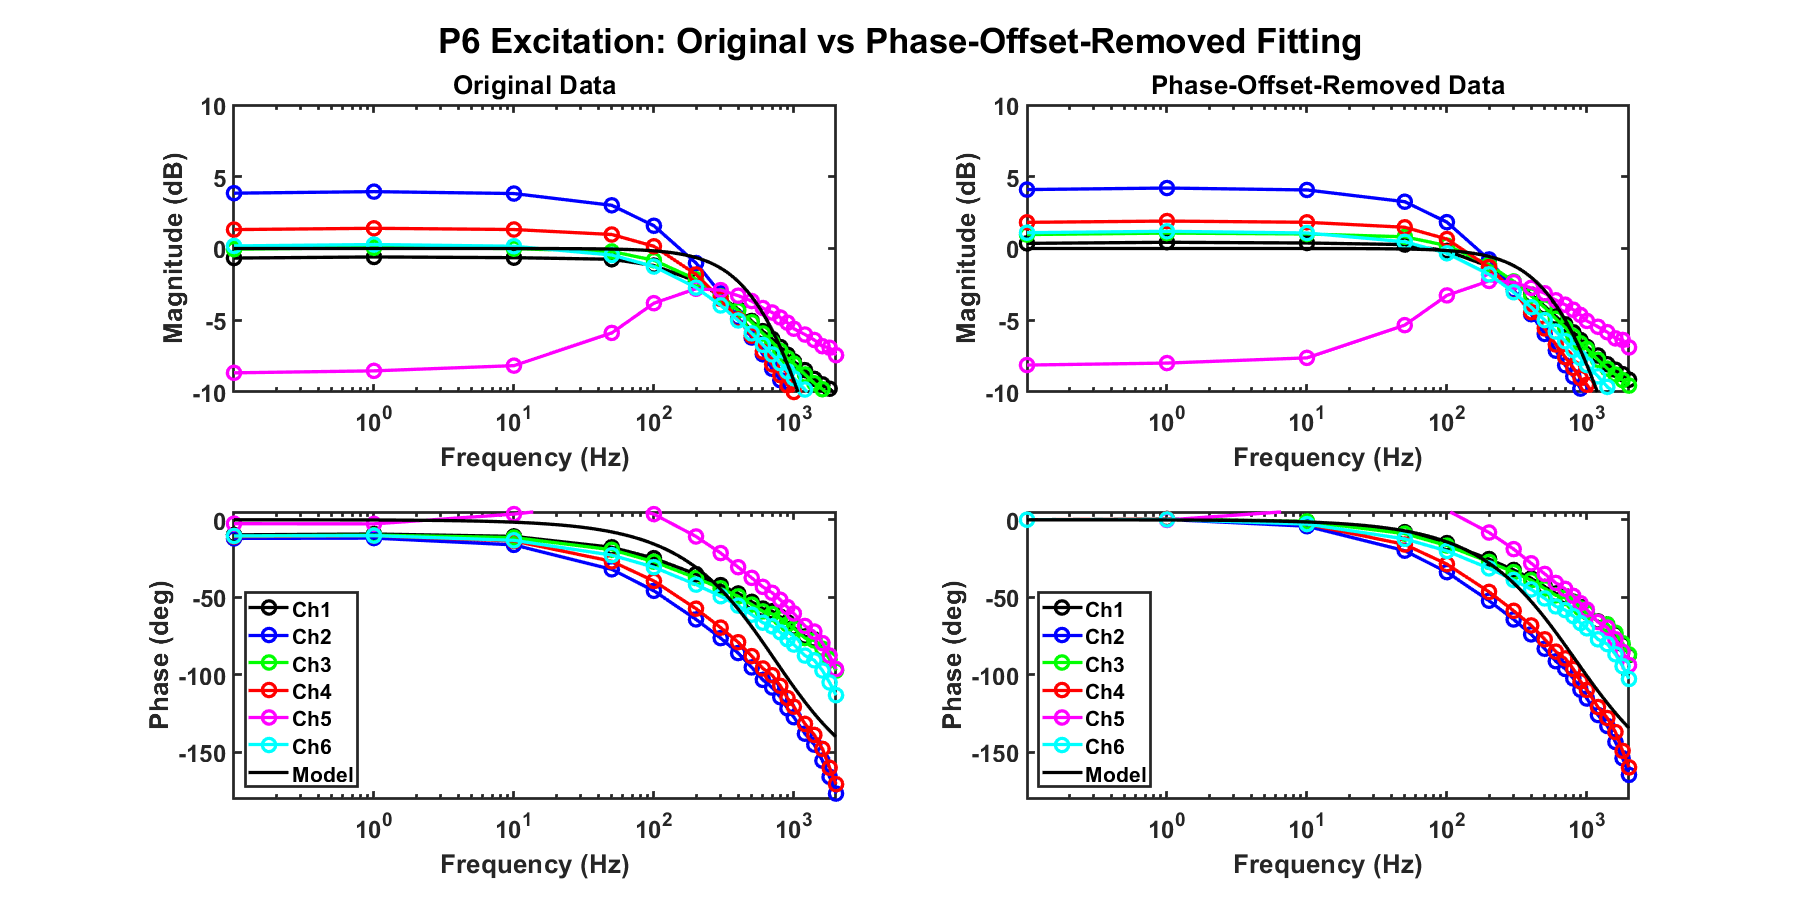 P6 Excitation: Original vs Phase-Offset-Removed Fitting
Original Data
10
5
0
-5
-10
Magnitude (dB)
10^0
10^1
10^2
10^3
Frequency (Hz)
Phase-Offset-Removed Data
10
5
0
-5
-10
Magnitude (dB)
10^0
10^1
10^2
10^3
Frequency (Hz)
0
-50
-100
-150
Phase (deg)
Ch1
Ch2
Ch3
Ch4
Ch5
Ch6
Model
10^0
10^1
10^2
10^3
Frequency (Hz)
0
-50
-100
-150
Phase (deg)
Ch1
Ch2
Ch3
Ch4
Ch5
Ch6
Model
10^0
10^1
10^2
10^3
Frequency (Hz)